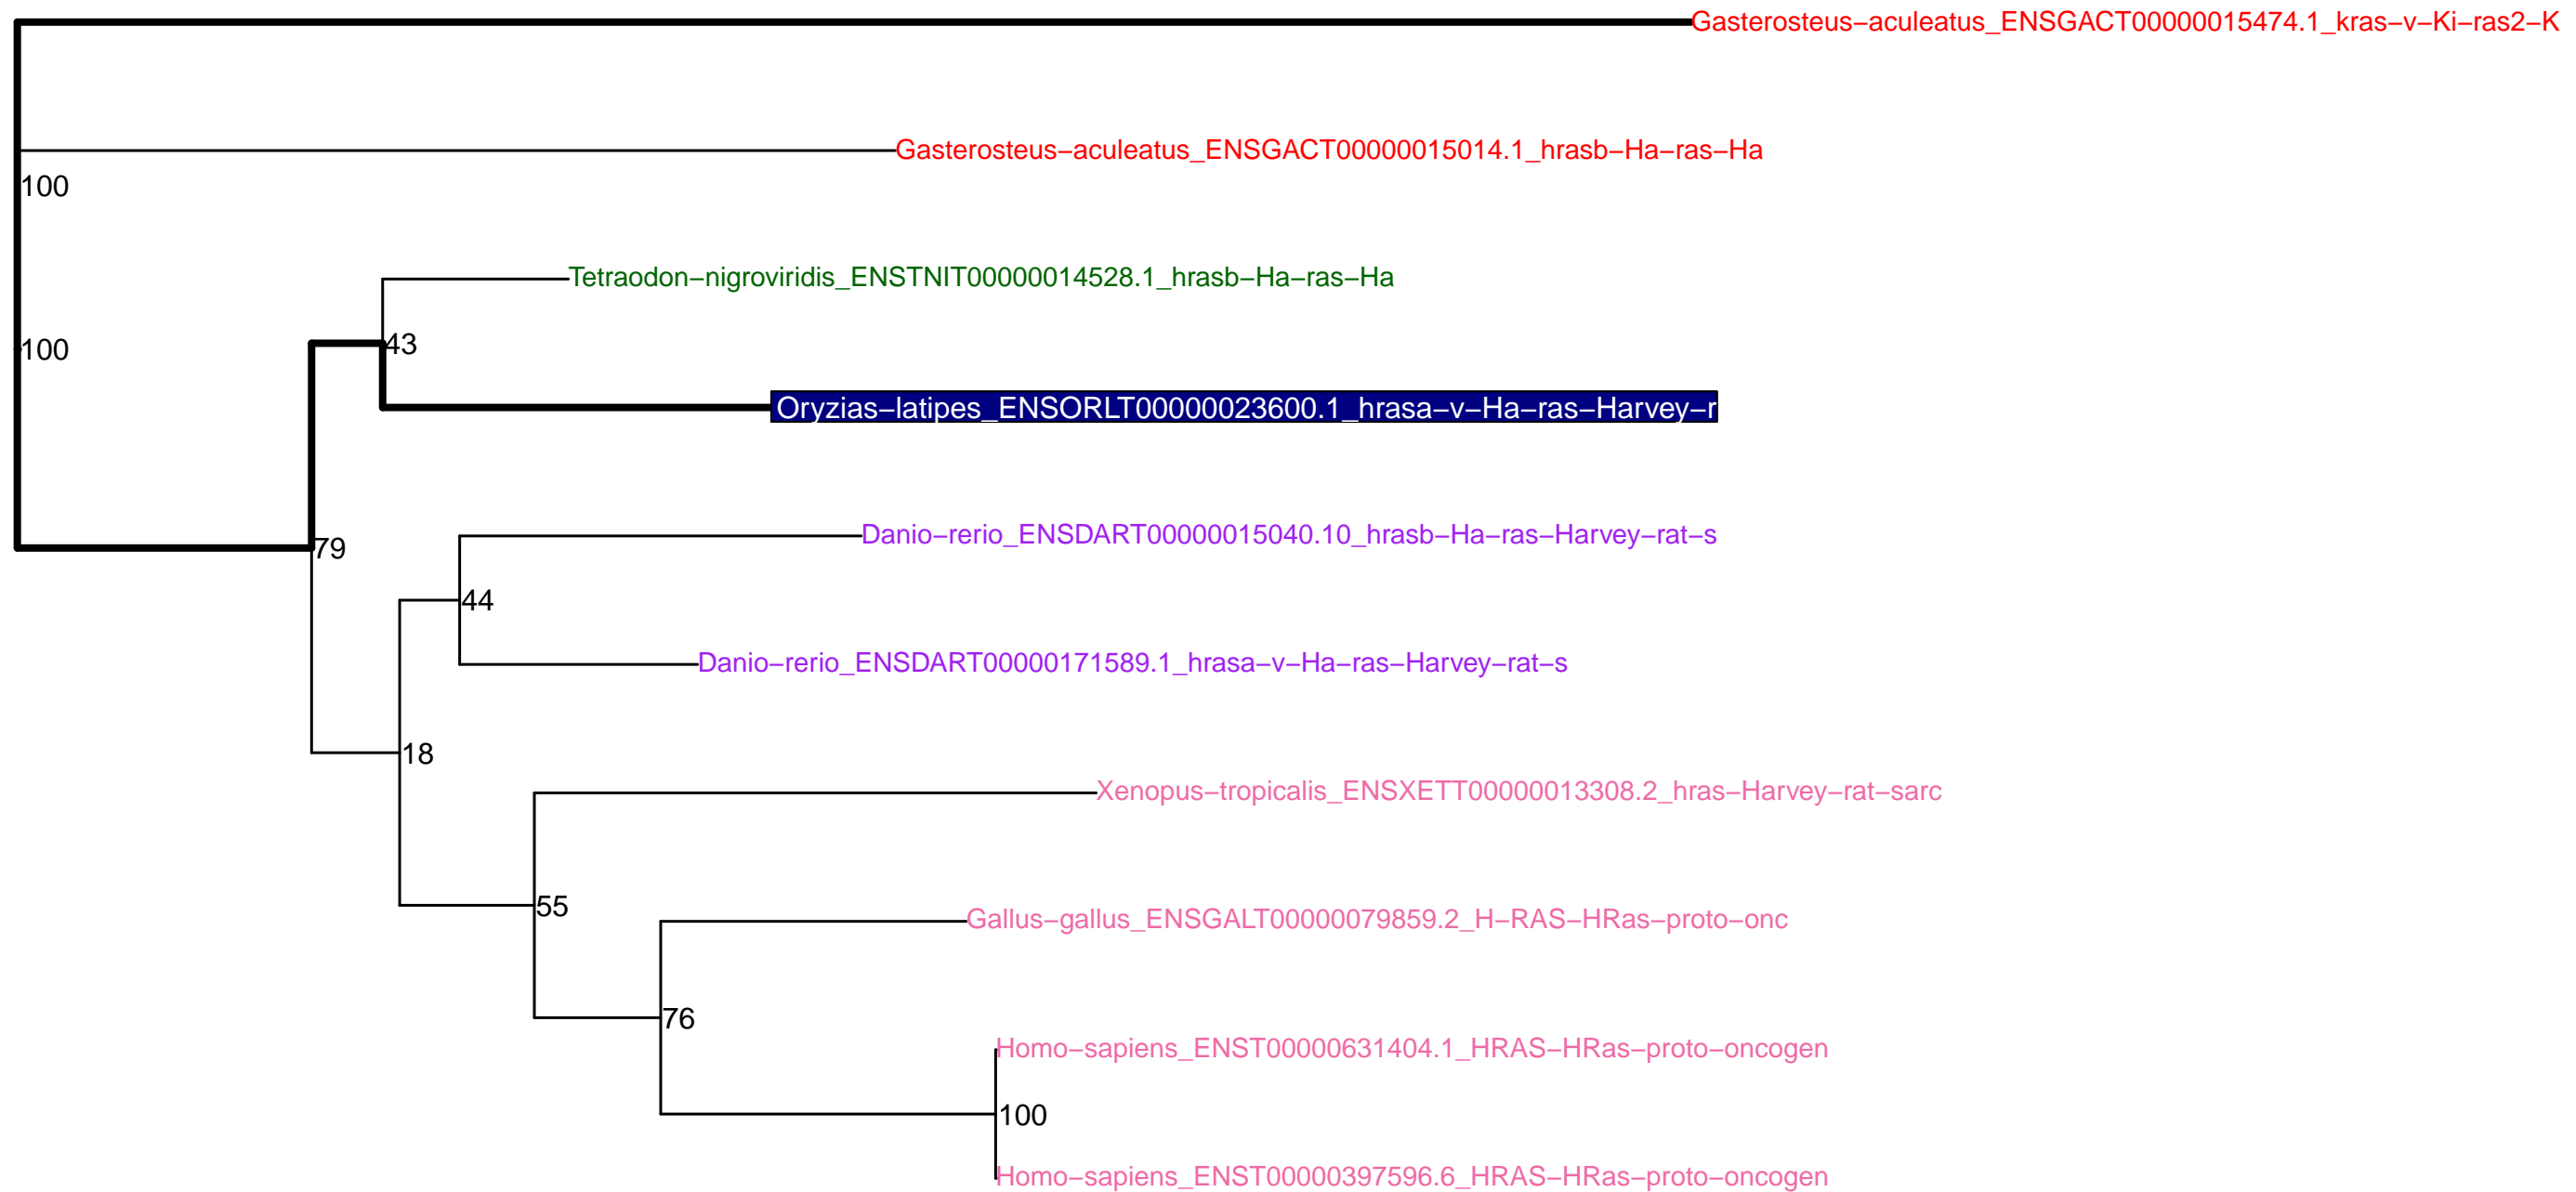 Gasterosteus−aculeatus_ENSGACT00000015474.1_kras−v−Ki−ras2−K
Gasterosteus−aculeatus_ENSGACT00000015014.1_hrasb−Ha−ras−Ha
100
Tetraodon−nigroviridis_ENSTNIT00000014528.1_hrasb−Ha−ras−Ha
43
100
Oryzias−latipes_ENSORLT00000023600.1_hrasa−v−Ha−ras−Harvey−r
Danio−rerio_ENSDART00000015040.10_hrasb−Ha−ras−Harvey−rat−s
79
44
Danio−rerio_ENSDART00000171589.1_hrasa−v−Ha−ras−Harvey−rat−s
18
Xenopus−tropicalis_ENSXETT00000013308.2_hras−Harvey−rat−sarc
55
Gallus−gallus_ENSGALT00000079859.2_H−RAS−HRas−proto−onc
76
Homo−sapiens_ENST00000631404.1_HRAS−HRas−proto−oncogen
100
Homo−sapiens_ENST00000397596.6_HRAS−HRas−proto−oncogen